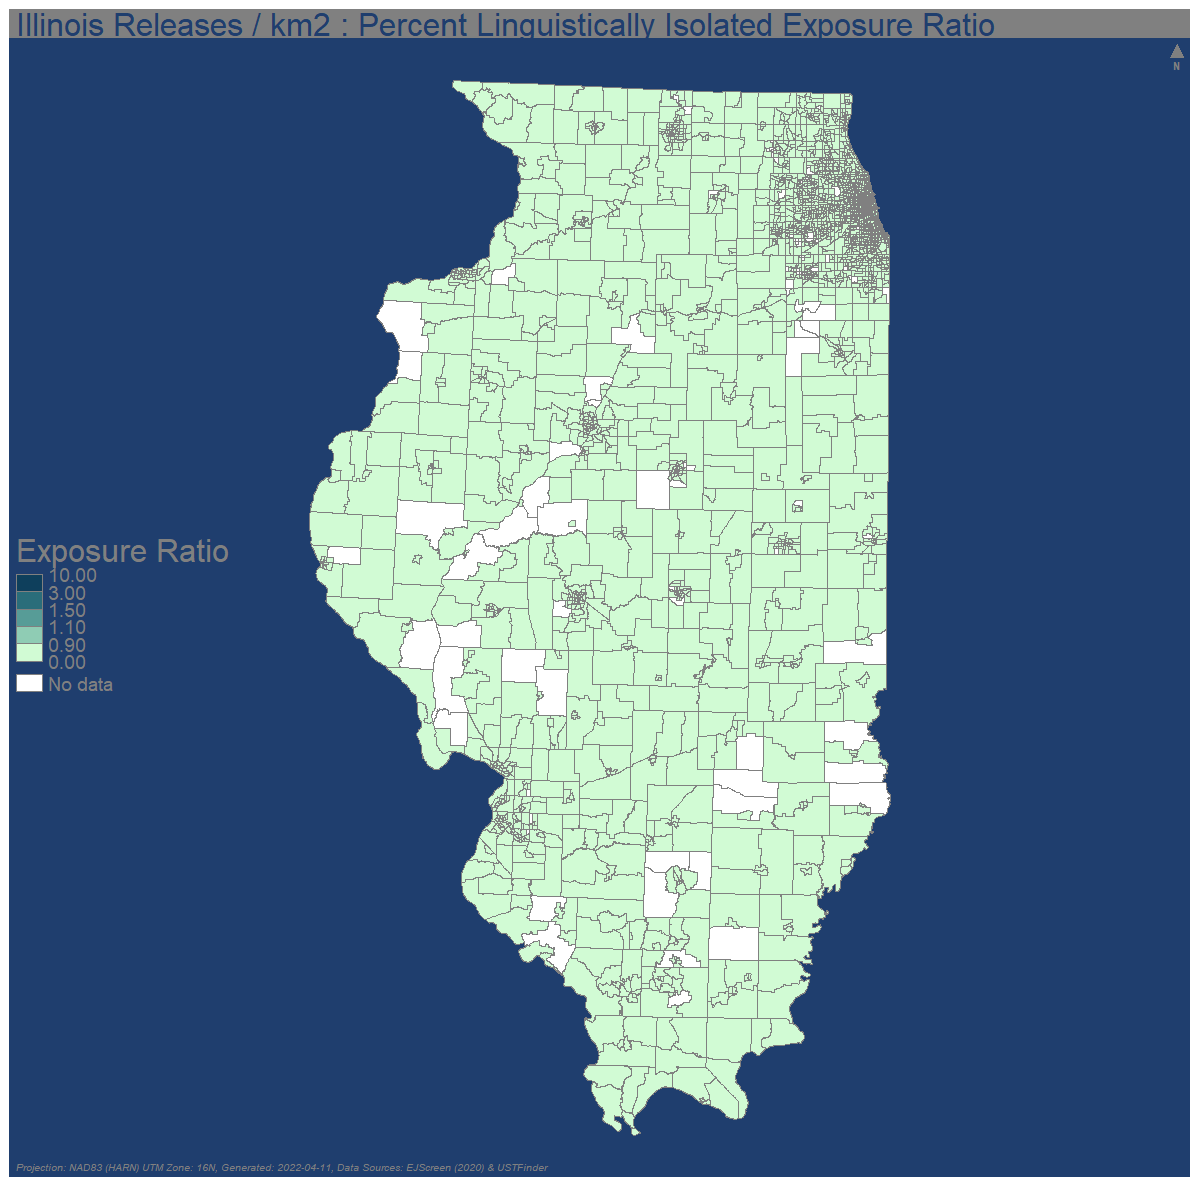 Illinois Releases / km2 : Percent Linguistically Isolated Exposure Ratio
N
Exposure Ratio
10.00
3.00
1.50
1.10
0.90
0.00
No data
Projection: NAD83 (HARN) UTM Zone: 16N, Generated: 2022-04-11, Data Sources: EJScreen (2020) & USTFinder